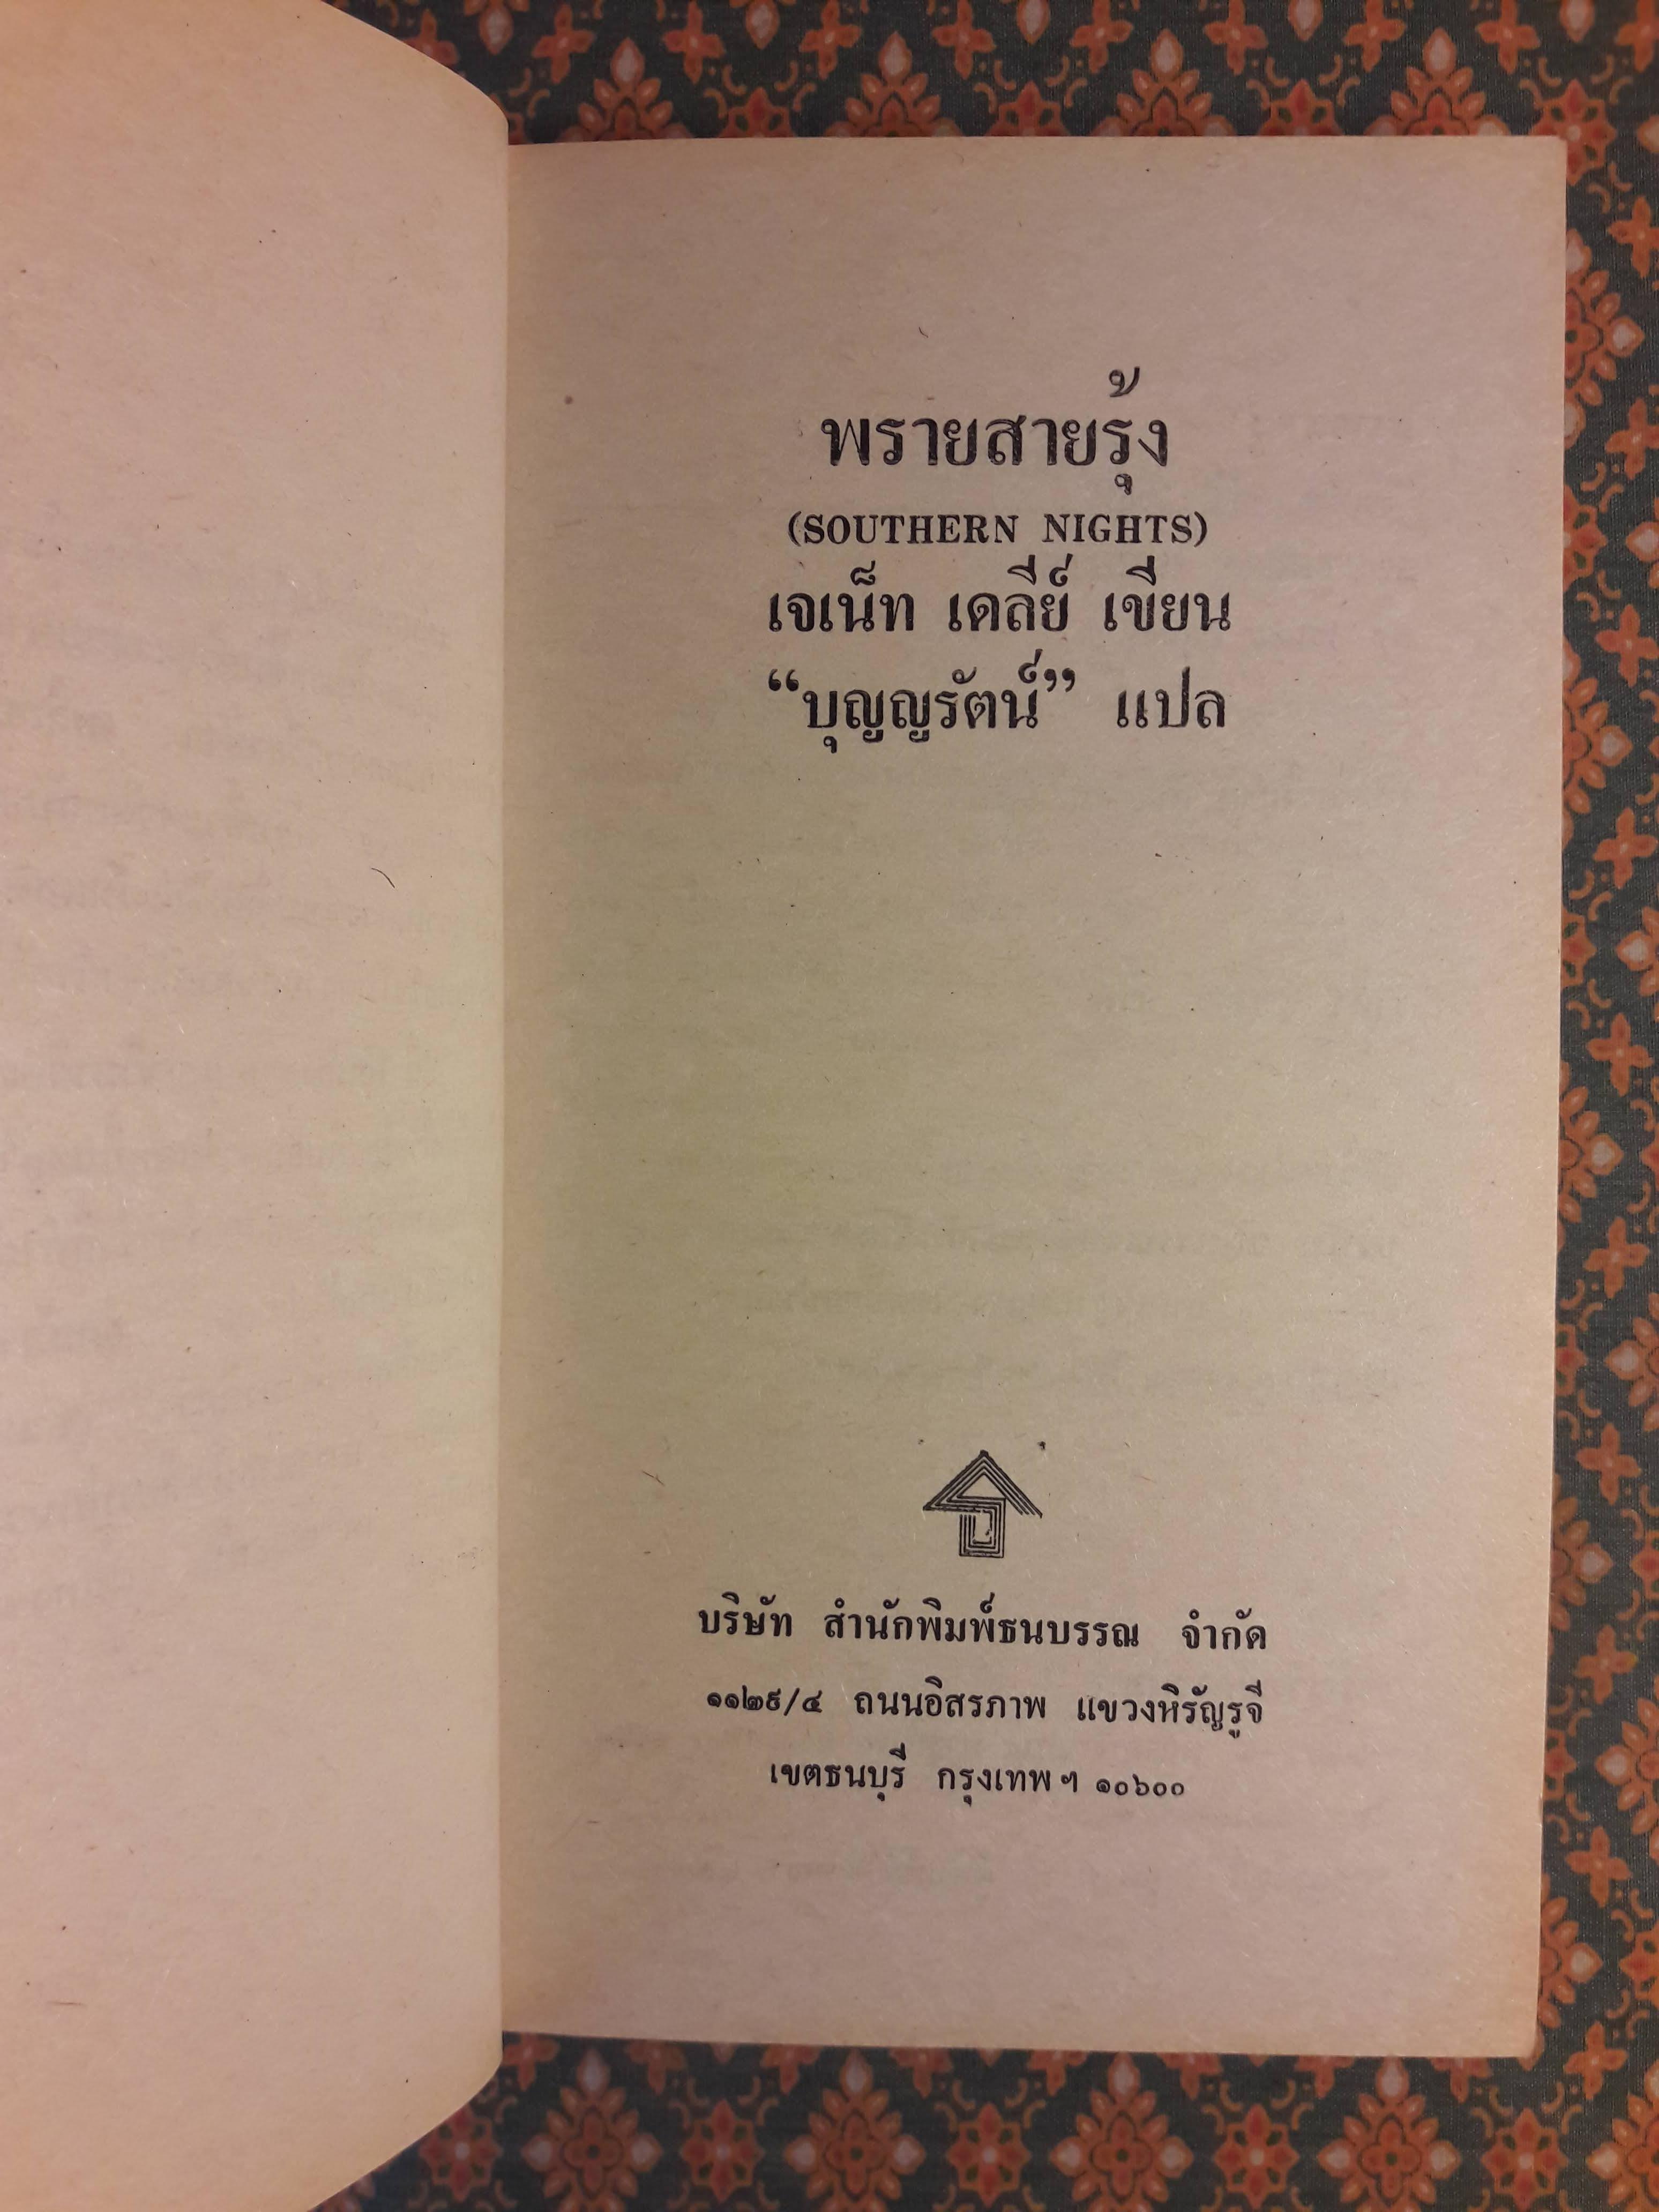 พรายสายรุ้ง
(SOUTHERN NIGHTS)
เจเน็ท เดลีย์ เขียน
“บุญญรัตน์” แปล
บริษัท สำนักพิมพ์ธนบรรณ จำกัด
๑๑๒๙/๔ ถนนอิสรภาพ แขวงหิรัญรูจี
เขตธนบุรี กรุงเทพ ฯ ๑๐๖๐๐